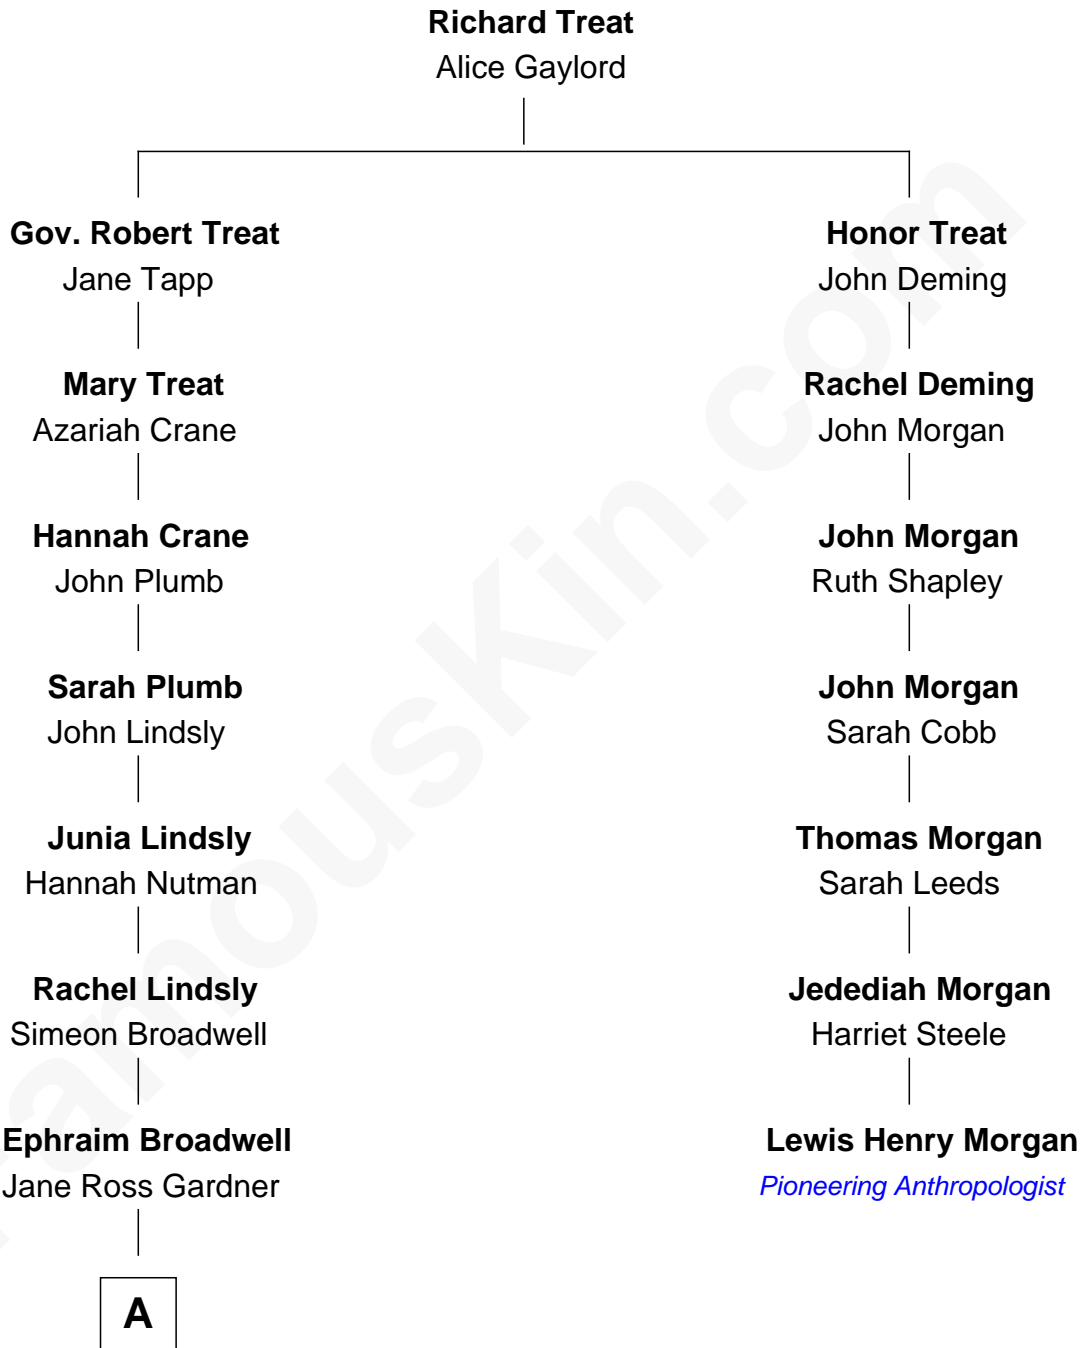 Richard Treat
Alice Gaylord
Gov. Robert Treat
Jane Tapp
Honor Treat
John Deming
Mary Treat
Azariah Crane
Rachel Deming
John Morgan
Hannah Crane
John Plumb
John Morgan
Ruth Shapley
Sarah Plumb
John Lindsly
John Morgan
Sarah Cobb
Junia Lindsly
Hannah Nutman
Thomas Morgan
Sarah Leeds
Rachel Lindsly
Simeon Broadwell
Jedediah Morgan
Harriet Steele
Ephraim Broadwell
Jane Ross Gardner
Lewis Henry Morgan
Pioneering Anthropologist
A
FamousKin.com